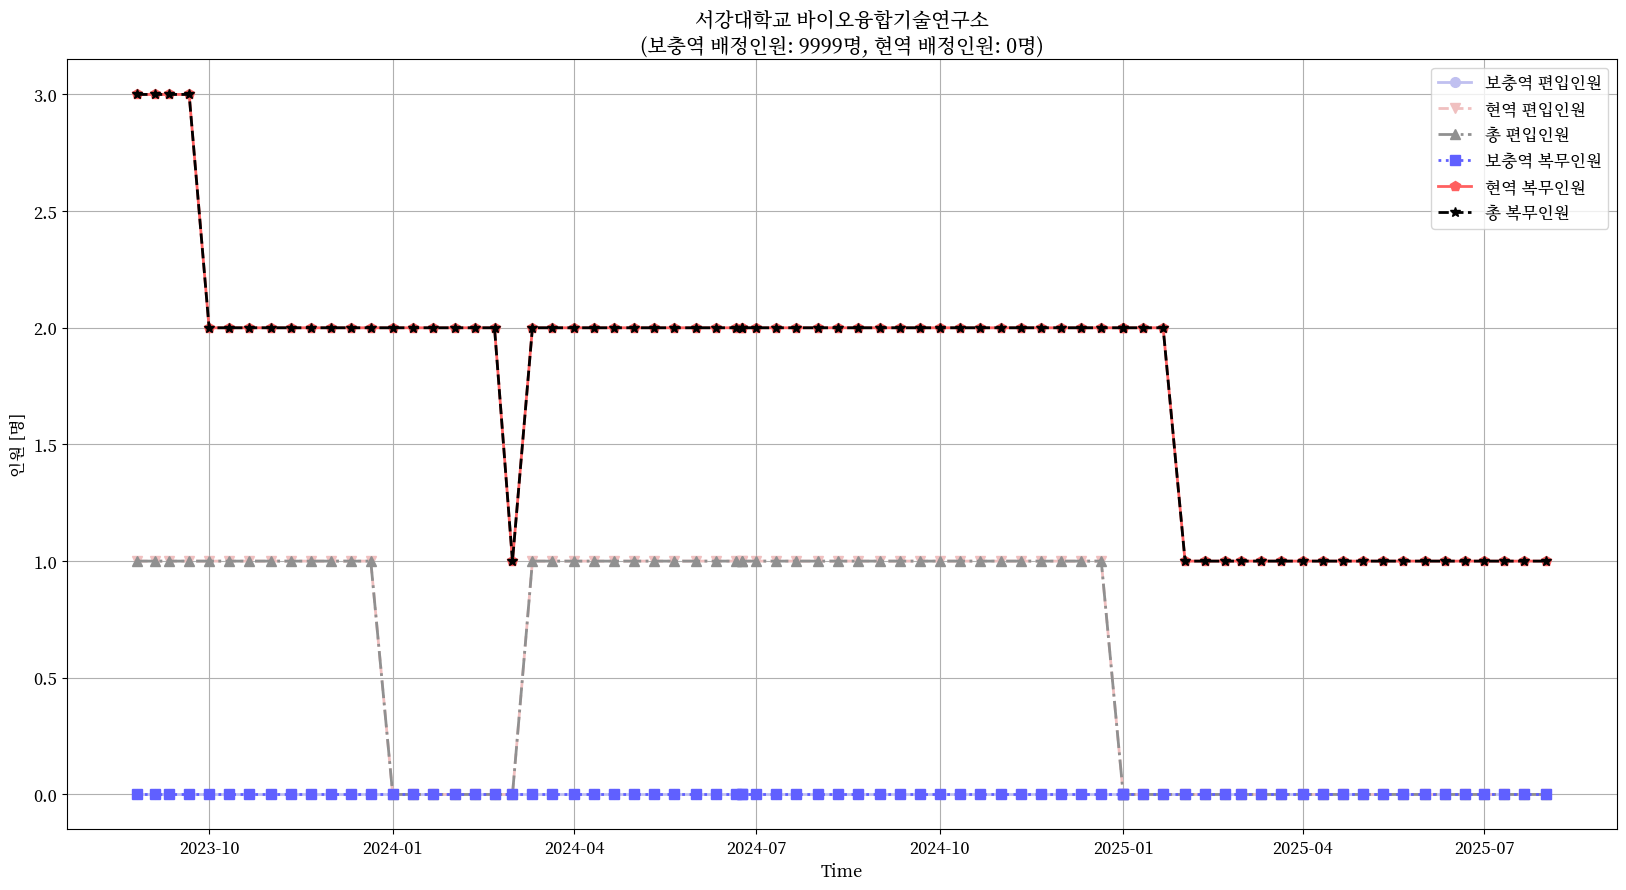 서강대학교 바이오융합기술연구소
(보충역 배정인원: 9999명, 현역 배정인원: 0명)
보충역 편입인원
현역 편입인원
총 편입인원
보충역 복무인원
현역 복무인원
총 복무인원
인원 [명]
3.0
2.5
2.0
1.5
1.0
0.5
0.0
2023-10
2024-01
2024-04
2024-07
2024-10
2025-01
2025-04
2025-07
Time